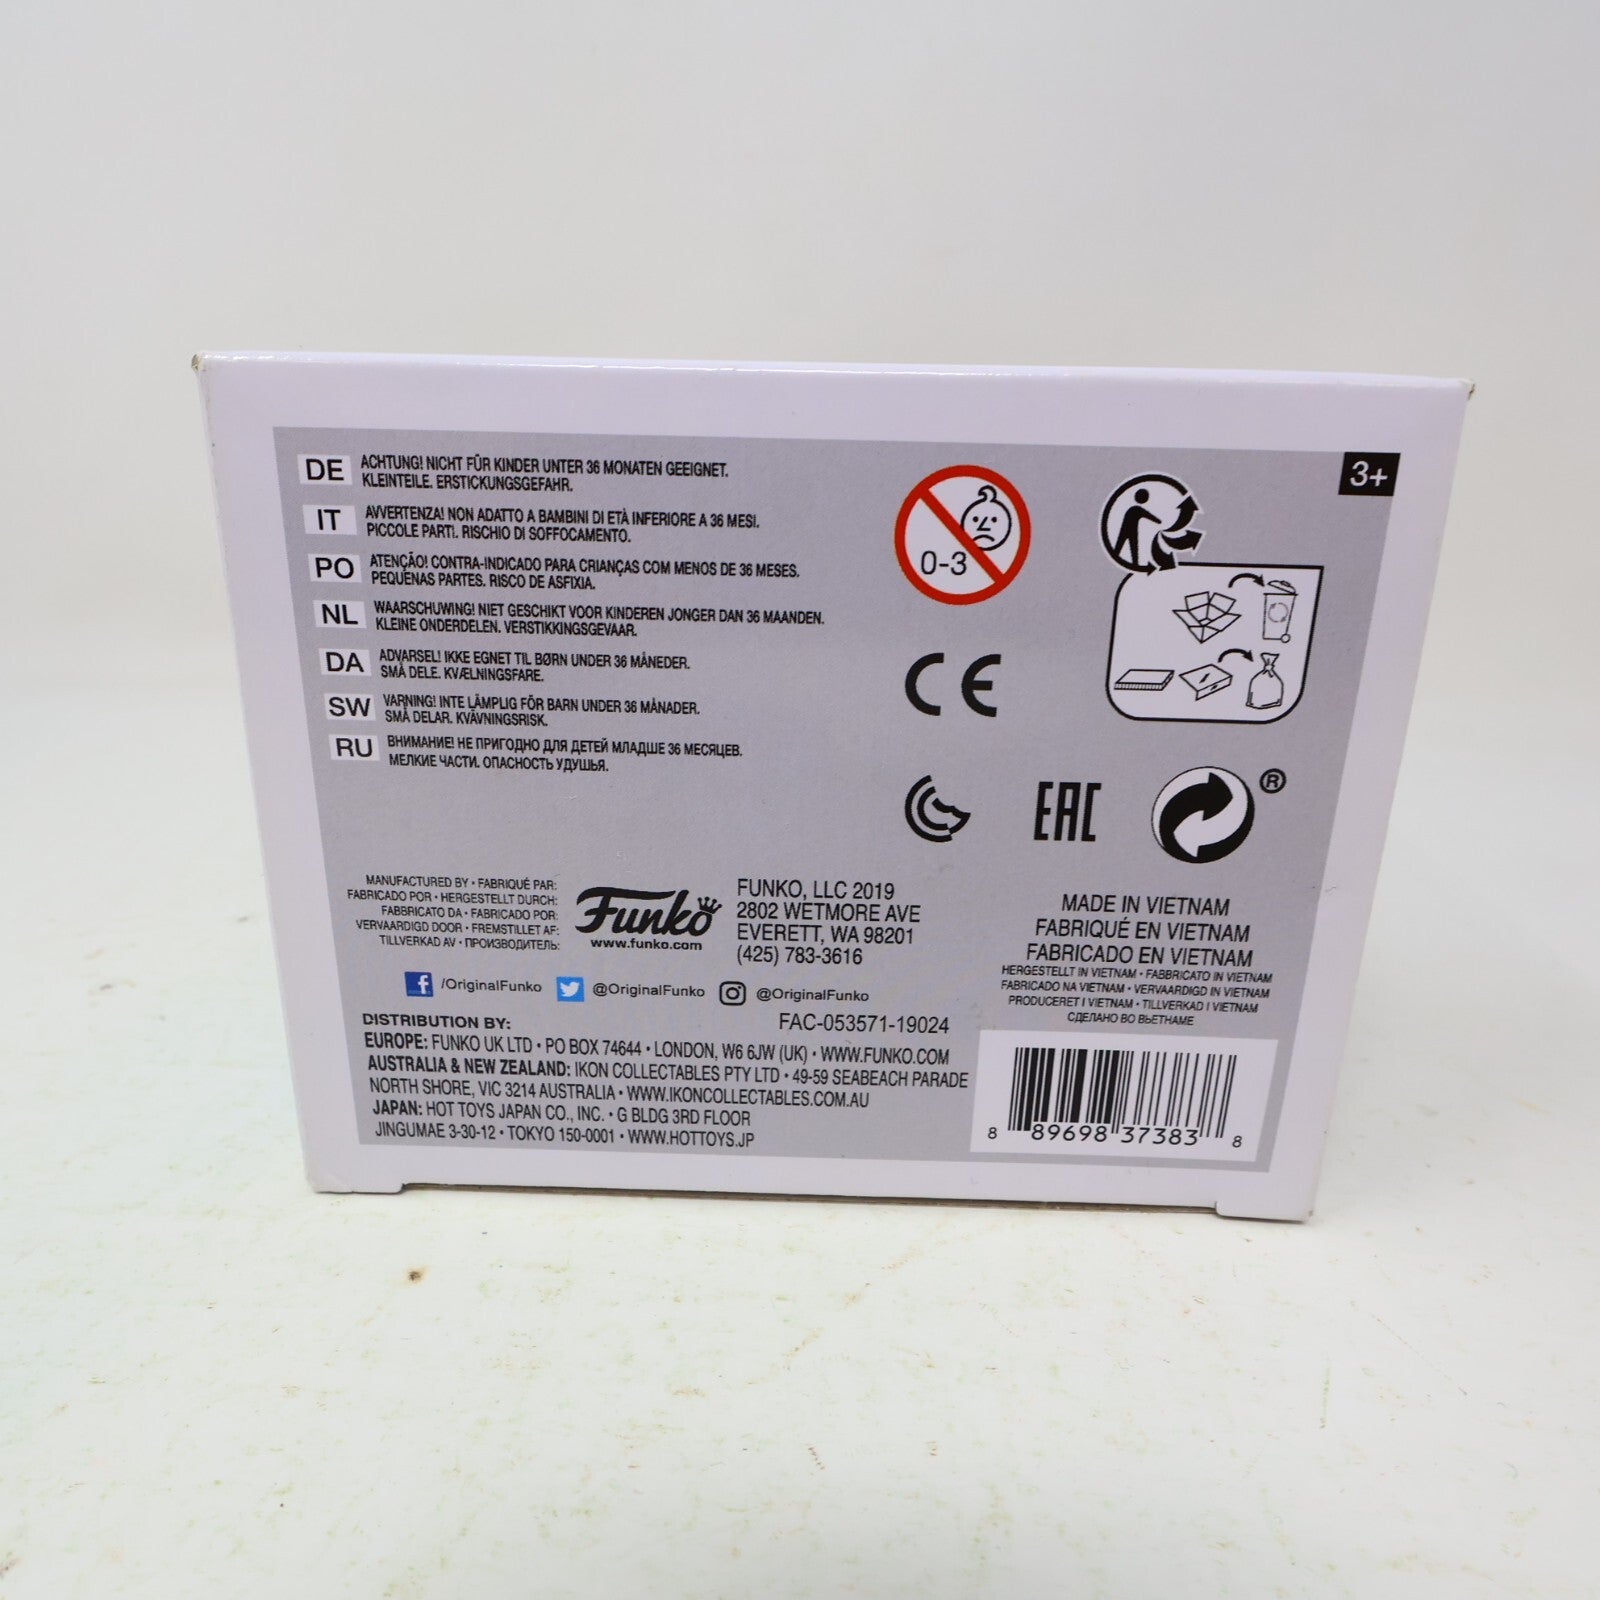 DE ACHTUNG! NICHT FÜR KINDER UNTER 36 MONATEN GEEIGNET.
KLEINTEILE. ERSTICKUNGSGEFAHR.
IT AVVERTENZA! NON ADATTO A BAMBINI DI ETÀ INFERIORE A 36 MESI.
PICCOLE PARTI. RISCHIO DI SOFFOCAMENTO.
PO ATENÇÃO! CONTRA-INDICADO PARA CRIANÇAS COM MENOS DE 36 MESES.
PEQUENAS PARTES. RISCO DE ASFIXIA.
NL WAARSCHUWING! NIET GESCHIKT VOOR KINDEREN JONGER DAN 36 MAANDEN.
KLEINE ONDERDELEN. VERSTIKKINGSGEVAAR.
DA ADVARSEL! IKKE EGNET TIL BØRN UNDER 36 MÅNEDER.
SMÅ DELE. KVÆLNINGSFARE.
SW VARNING! INTE LÄMPLIG FÖR BARN UNDER 36 MÅNADER.
SMÅ DELAR. KVÄVNINGSRISK.
RU ВНИМАНИЕ! НЕ ПРИГОДНО ДЛЯ ДЕТЕЙ МЛАДШЕ 36 МЕСЯЦЕВ.
МЕЛКИЕ ЧАСТИ. ОПАСНОСТЬ УДУШЬЯ.
3+
0-3
CE
EAC
®
MANUFACTURED BY • FABRIQUÉ PAR:
FABRICADO POR • HERGESTELLT DURCH:
FABBRICATO DA • FABRICADO POR:
VERVAARDIGD DOOR • FREMSTILLET AF:
TILLVERKAD AV • ПРОИЗВОДИТЕЛЬ:
Funko
www.funko.com
FUNKO, LLC 2019
2802 WETMORE AVE
EVERETT, WA 98201
(425) 783-3616
/OriginalFunko @OriginalFunko @OriginalFunko
FAC-053571-19024
DISTRIBUTION BY:
EUROPE: FUNKO UK LTD • PO BOX 74644 • LONDON, W6 6JW (UK) • WWW.FUNKO.COM
AUSTRALIA & NEW ZEALAND: IKON COLLECTABLES PTY LTD • 49-59 SEABEACH PARADE
NORTH SHORE, VIC 3214 AUSTRALIA • WWW.IKONCOLLECTABLES.COM.AU
JAPAN: HOT TOYS JAPAN CO., INC. • G BLDG 3RD FLOOR
JINGUMAE 3-30-12 • TOKYO 150-0001 • WWW.HOTTOYS.JP
MADE IN VIETNAM
FABRIQUÉ EN VIETNAM
FABRICADO EN VIETNAM
HERGESTELLT IN VIETNAM • FABBRICATO IN VIETNAM
FABRICADO NA VIETNAM • VERVAARDIGD IN VIETNAM
PRODUCERET I VIETNAM • TILLVERKAD I VIETNAM
СДЕЛАНО ВО ВЬЕТНАМЕ
8 89698 37383 8